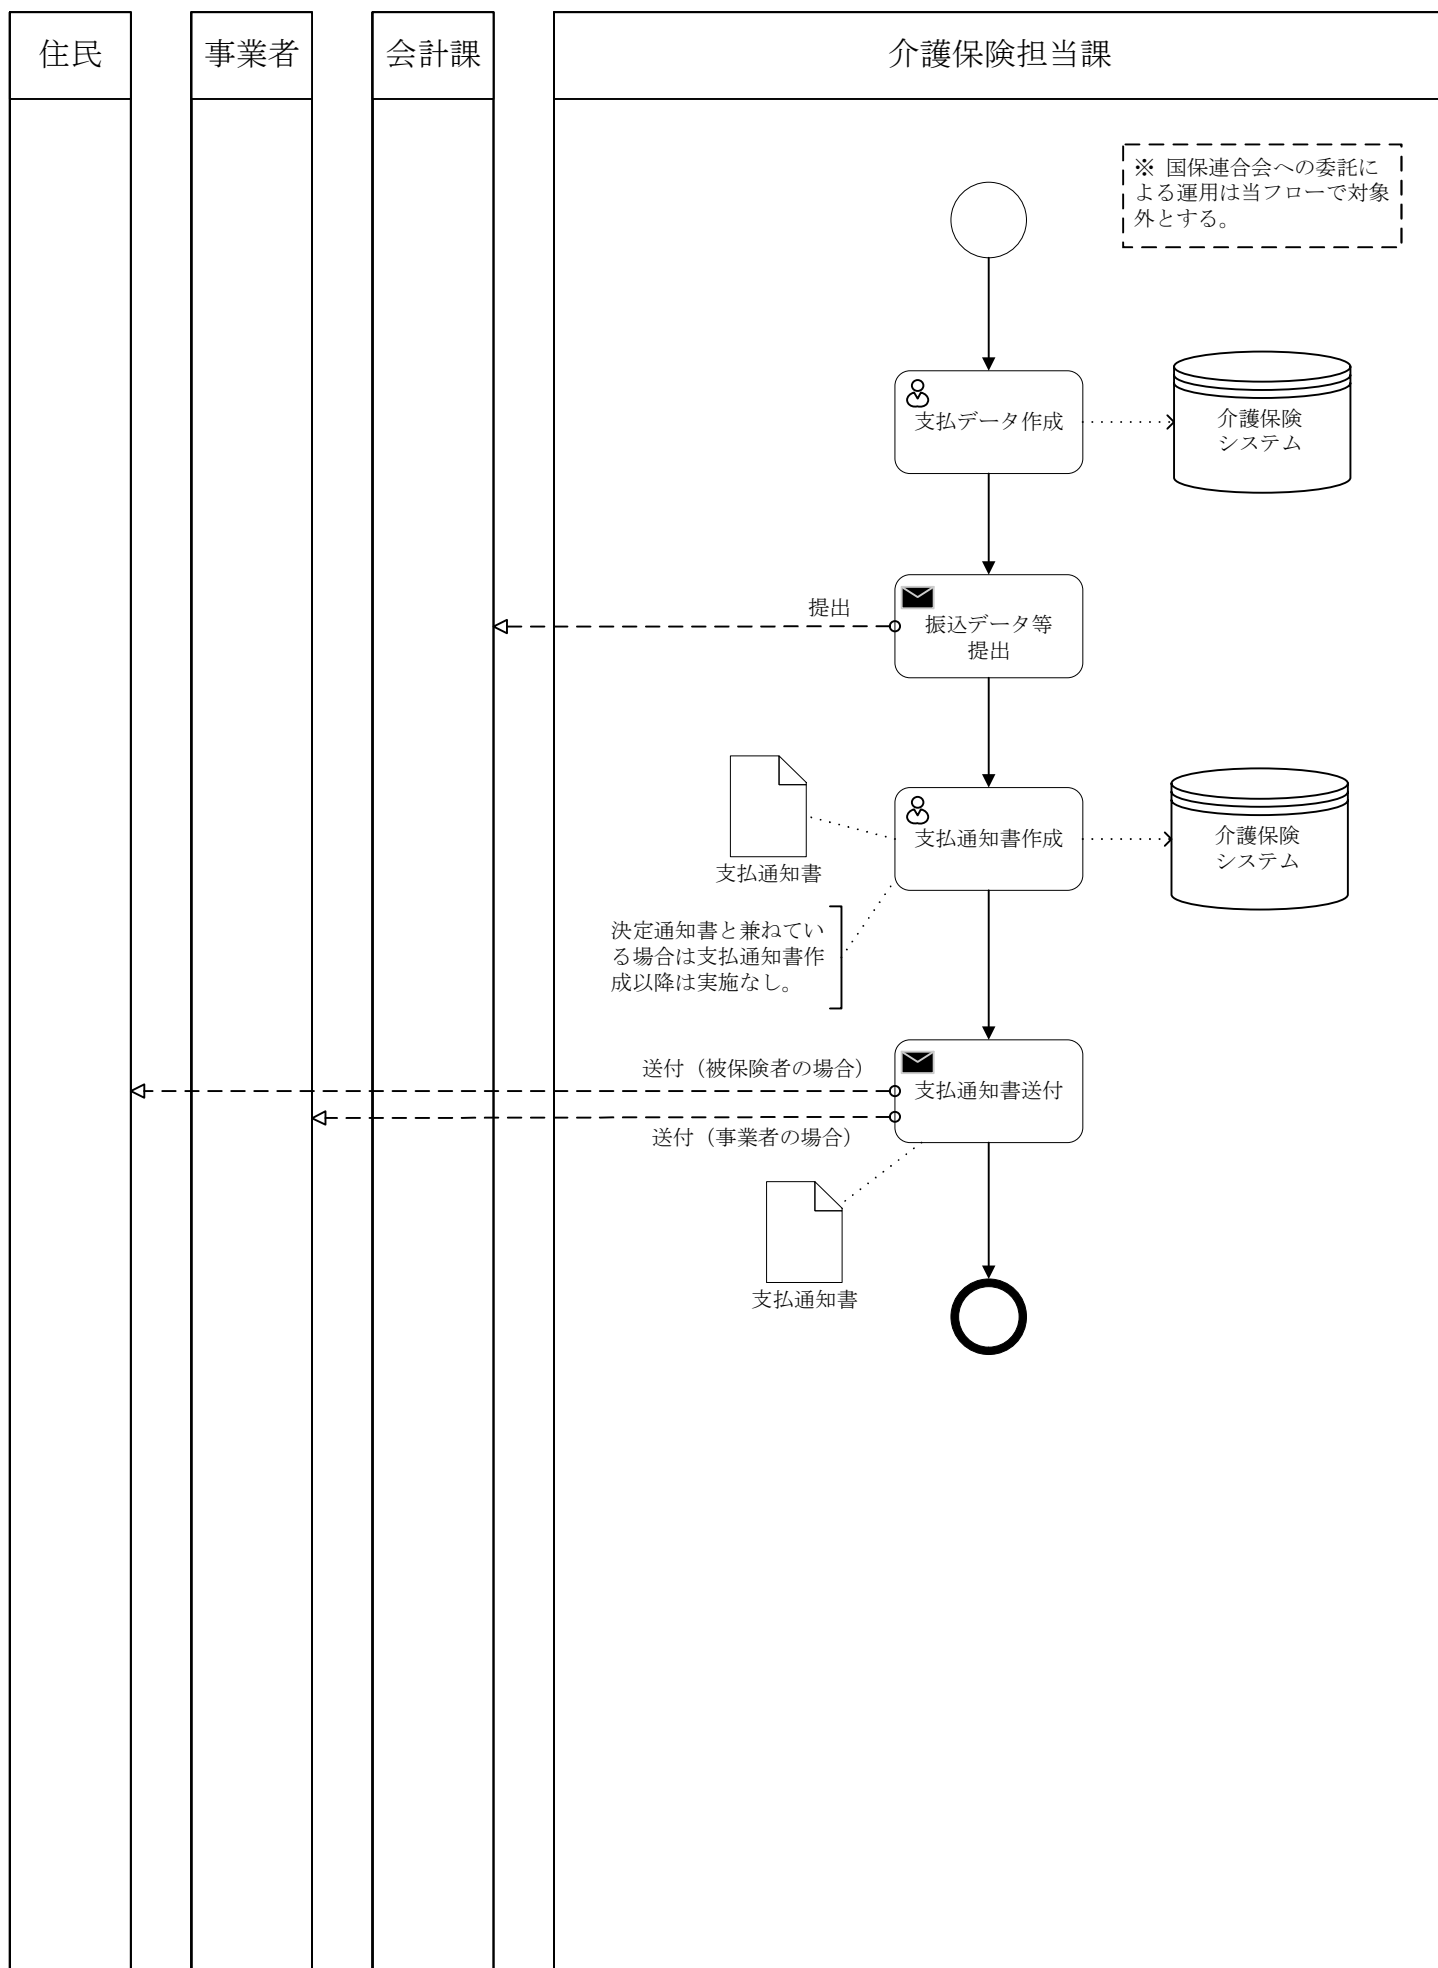 住民
事業者
会計課
介護保険担当課
※ 国保連合会への委託に
よる運用は当フローで対象
外とする。
支払データ作成
介護保険
システム
提出
振込データ等
提出
支払通知書
支払通知書作成
介護保険
システム
決定通知書と兼ねてい
る場合は支払通知書作
成以降は実施なし。
送付（被保険者の場合）
支払通知書送付
送付（事業者の場合）
支払通知書